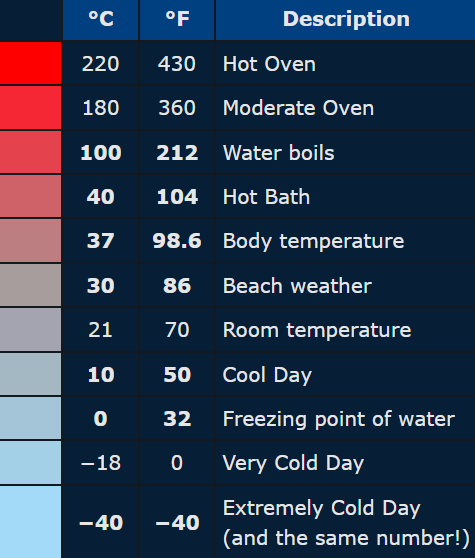 °C °F Description
220 430 Hot Oven
180 360 Moderate Oven
100 212 Water boils
40 104 Hot Bath
37 98.6 Body temperature
30 86 Beach weather
21 70 Room temperature
10 50 Cool Day
0 32 Freezing point of water
−18 0 Very Cold Day
−40 −40 Extremely Cold Day
(and the same number!)